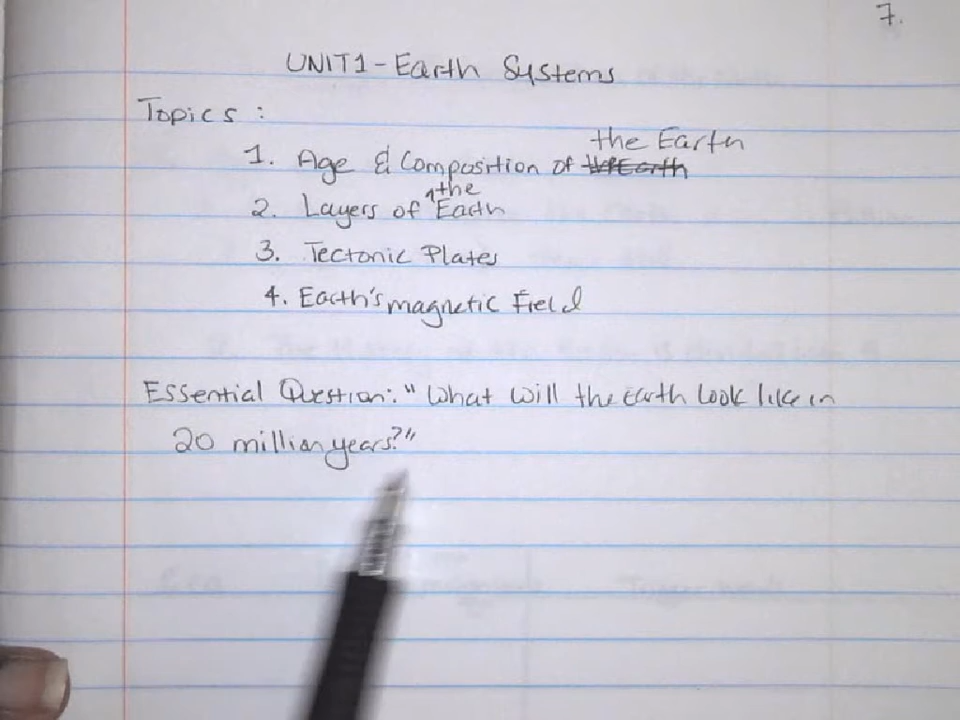 7.
UNIT1 - Earth Systems
Topics :
1. Age & Composition of the Earth
2. Layers of the Earth
3. Tectonic Plates
4. Earth's magnetic Field
Essential Question: "What will the Earth look like in
20 million years?"